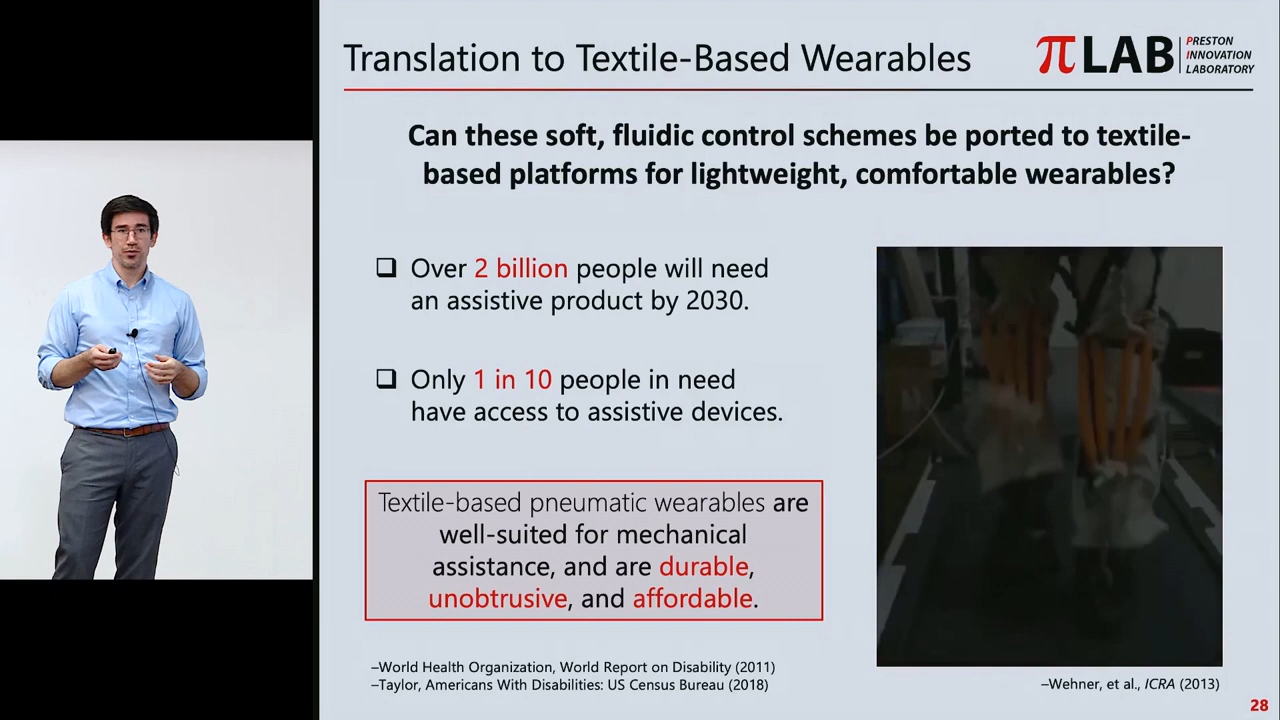 Translation to Textile-Based Wearables
πLAB
PRESTON
INNOVATION
LABORATORY
Can these soft, fluidic control schemes be ported to textile-
based platforms for lightweight, comfortable wearables?
❑ Over 2 billion people will need
an assistive product by 2030.
❑ Only 1 in 10 people in need
have access to assistive devices.
Textile-based pneumatic wearables are
well-suited for mechanical
assistance, and are durable,
unobtrusive, and affordable.
–World Health Organization, World Report on Disability (2011)
–Taylor, Americans With Disabilities: US Census Bureau (2018)
–Wehner, et al., ICRA (2013)
28